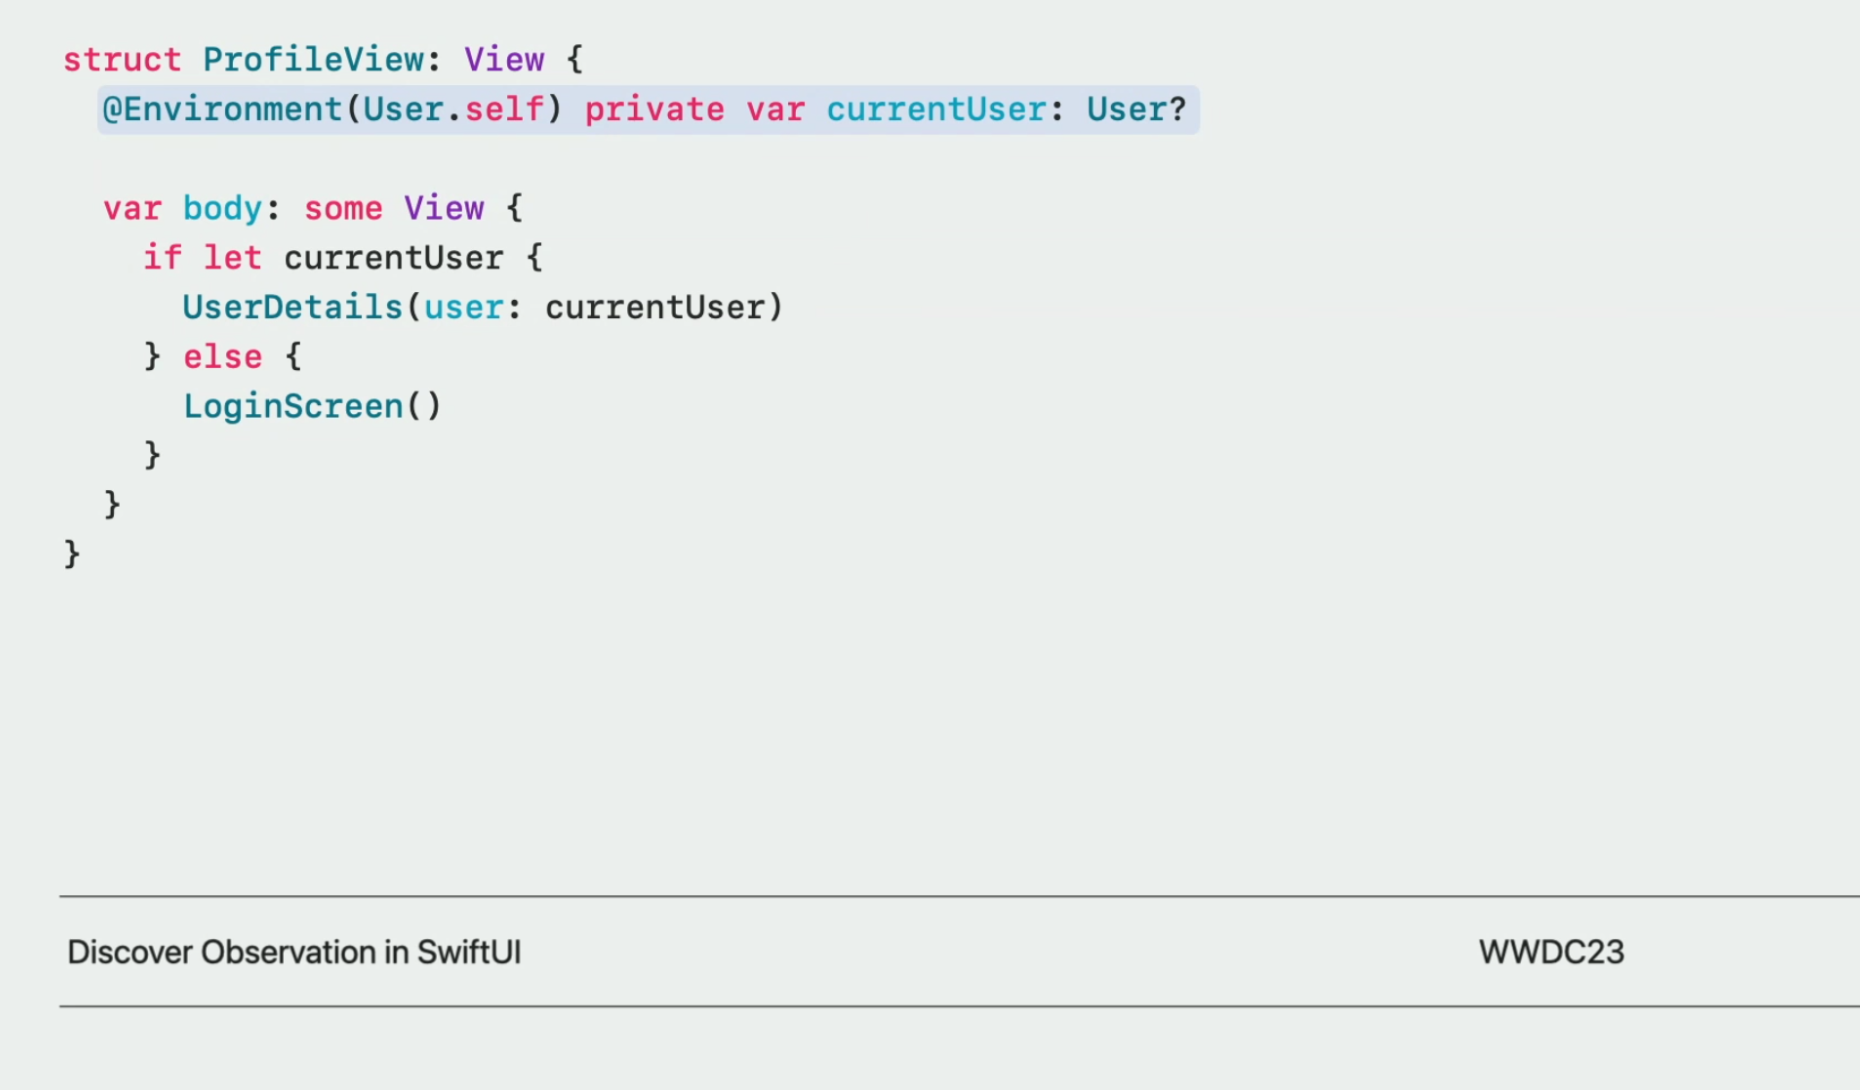 struct ProfileView: View {
  @Environment(User.self) private var currentUser: User?

  var body: some View {
    if let currentUser {
      UserDetails(user: currentUser)
    } else {
      LoginScreen()
    }
  }
}
Discover Observation in SwiftUI
WWDC23